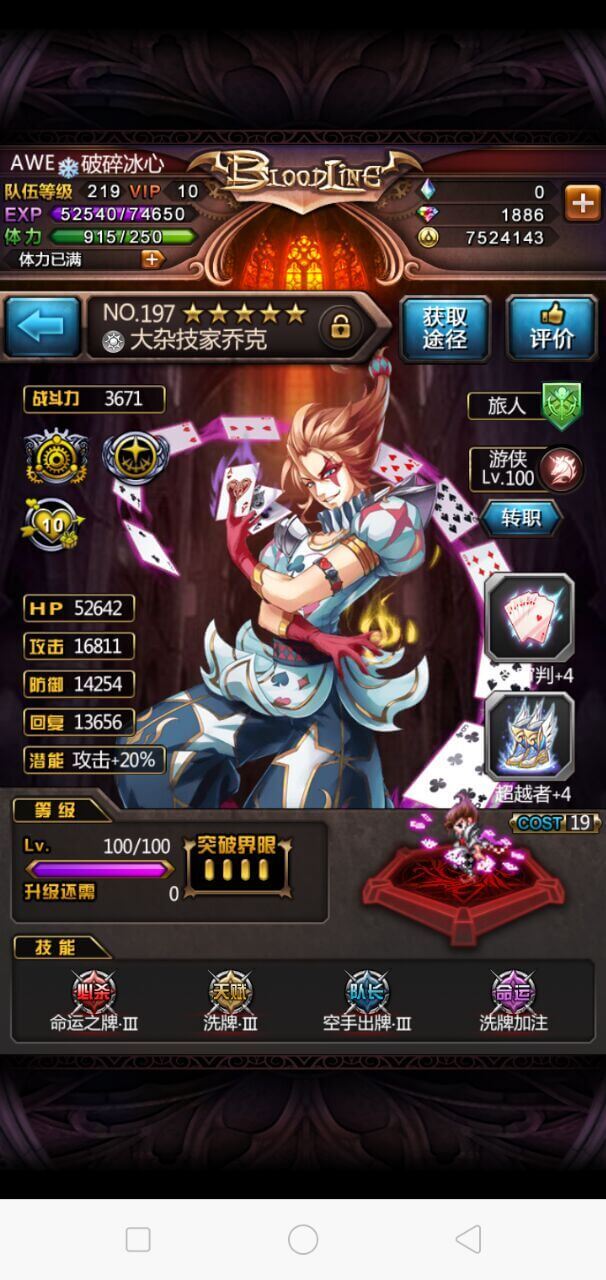 AWE❄破碎冰心
BLOODLINE
队伍等级 219 VIP 10
0
EXP 52540/74650
1886
体力 915/250
7524143
体力已满
NO.197 ★★★★★
大杂技家乔克
获取
途径
评价
战斗力 3671
旅人
游侠
Lv.100
转职
10
HP 52642
攻击 16811
防御 14254
回复 13656
潜能 攻击+20%
判+4
超越者+4
等级
COST 19
Lv. 100/100
突破界限
升级还需 0
技能
必杀
天赋
队长
命运
命运之牌·III
洗牌·III
空手出牌·III
洗牌加注